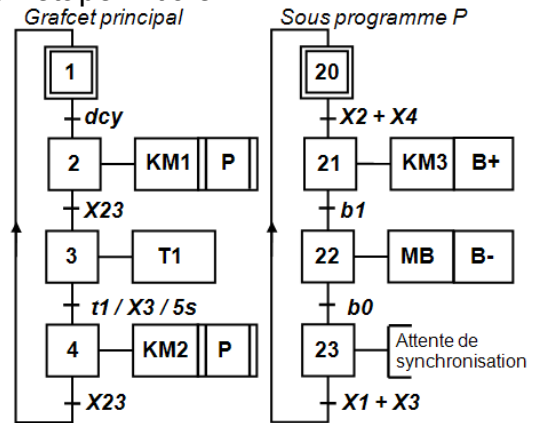 Grafcet principal
1
dcy
2 KM1 P
X23
3 T1
t1 / X3 / 5s
4 KM2 P
X23
Sous programme P
20
X2 + X4
21 KM3 B+
b1
22 MB B-
b0
23 Attente de
synchronisation
X1 + X3